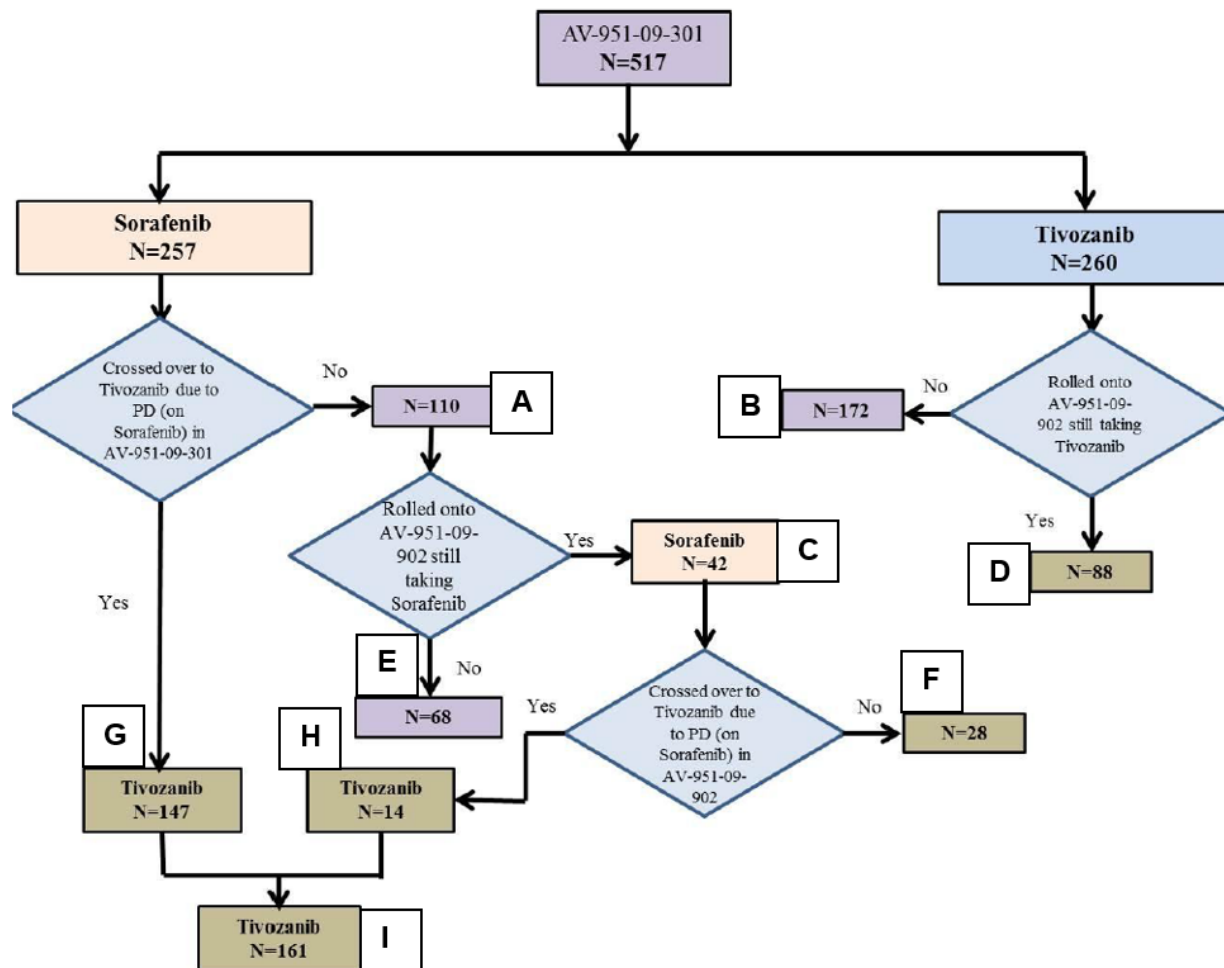 AV-951-09-301
N=517
Sorafenib
N=257
Tivozanib
N=260
Crossed over to
Tivozanib due to
PD (on
Sorafenib) in
AV-951-09-301
No
N=110
A
B
N=172
No
Rolled onto
AV-951-09-
902 still taking
Tivozanib
Yes
Rolled onto
AV-951-09-
902 still
taking
Sorafenib
Yes
Sorafenib
N=42
C
Yes
D
N=88
E
No
N=68
Yes
Crossed over to
Tivozanib due
to PD (on
Sorafenib) in
AV-951-09-
902
No
F
N=28
G
Tivozanib
N=147
H
Tivozanib
N=14
Tivozanib
N=161
I